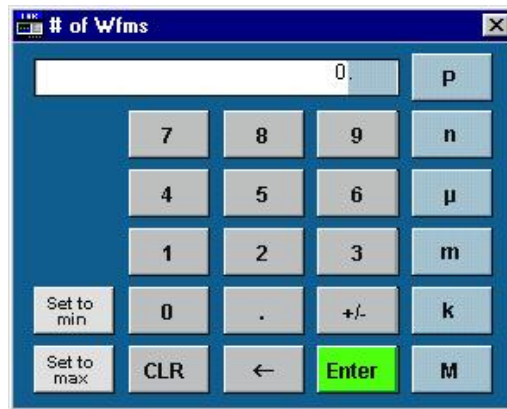 # of Wfms
0.
p
7 8 9 n
4 5 6 µ
1 2 3 m
Set to min
0 . +/- k
Set to max
CLR ← Enter M